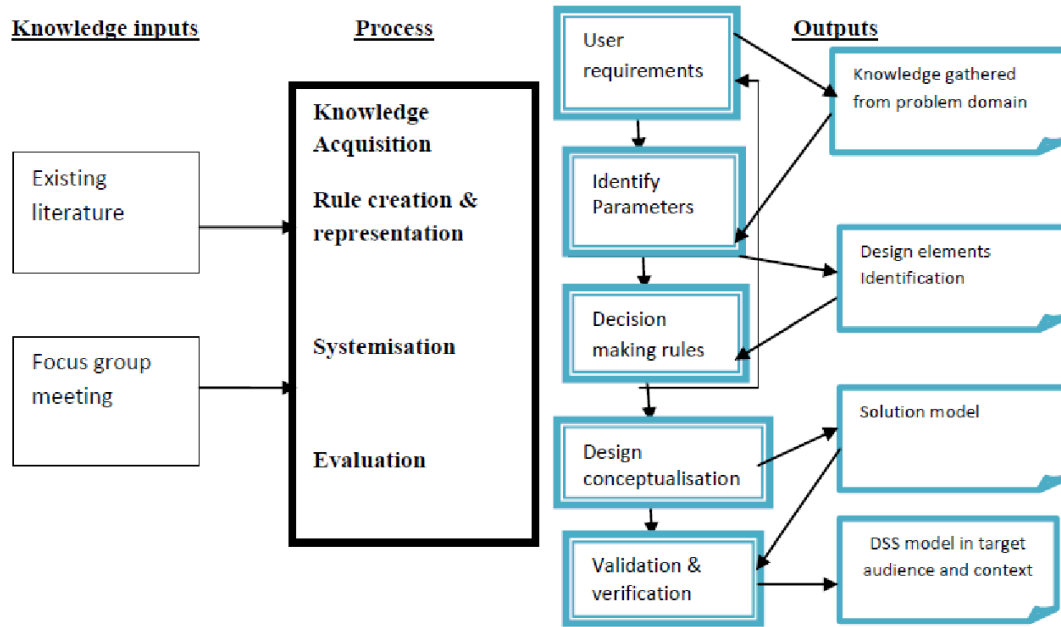 Knowledge inputs
Process
Outputs
Existing
literature
Focus group
meeting
Knowledge
Acquisition
Rule creation &
representation
Systemisation
Evaluation
User
requirements
Identify
Parameters
Decision
making rules
Design
conceptualisation
Validation &
verification
Knowledge gathered
from problem domain
Design elements
Identification
Solution model
DSS model in target
audience and context